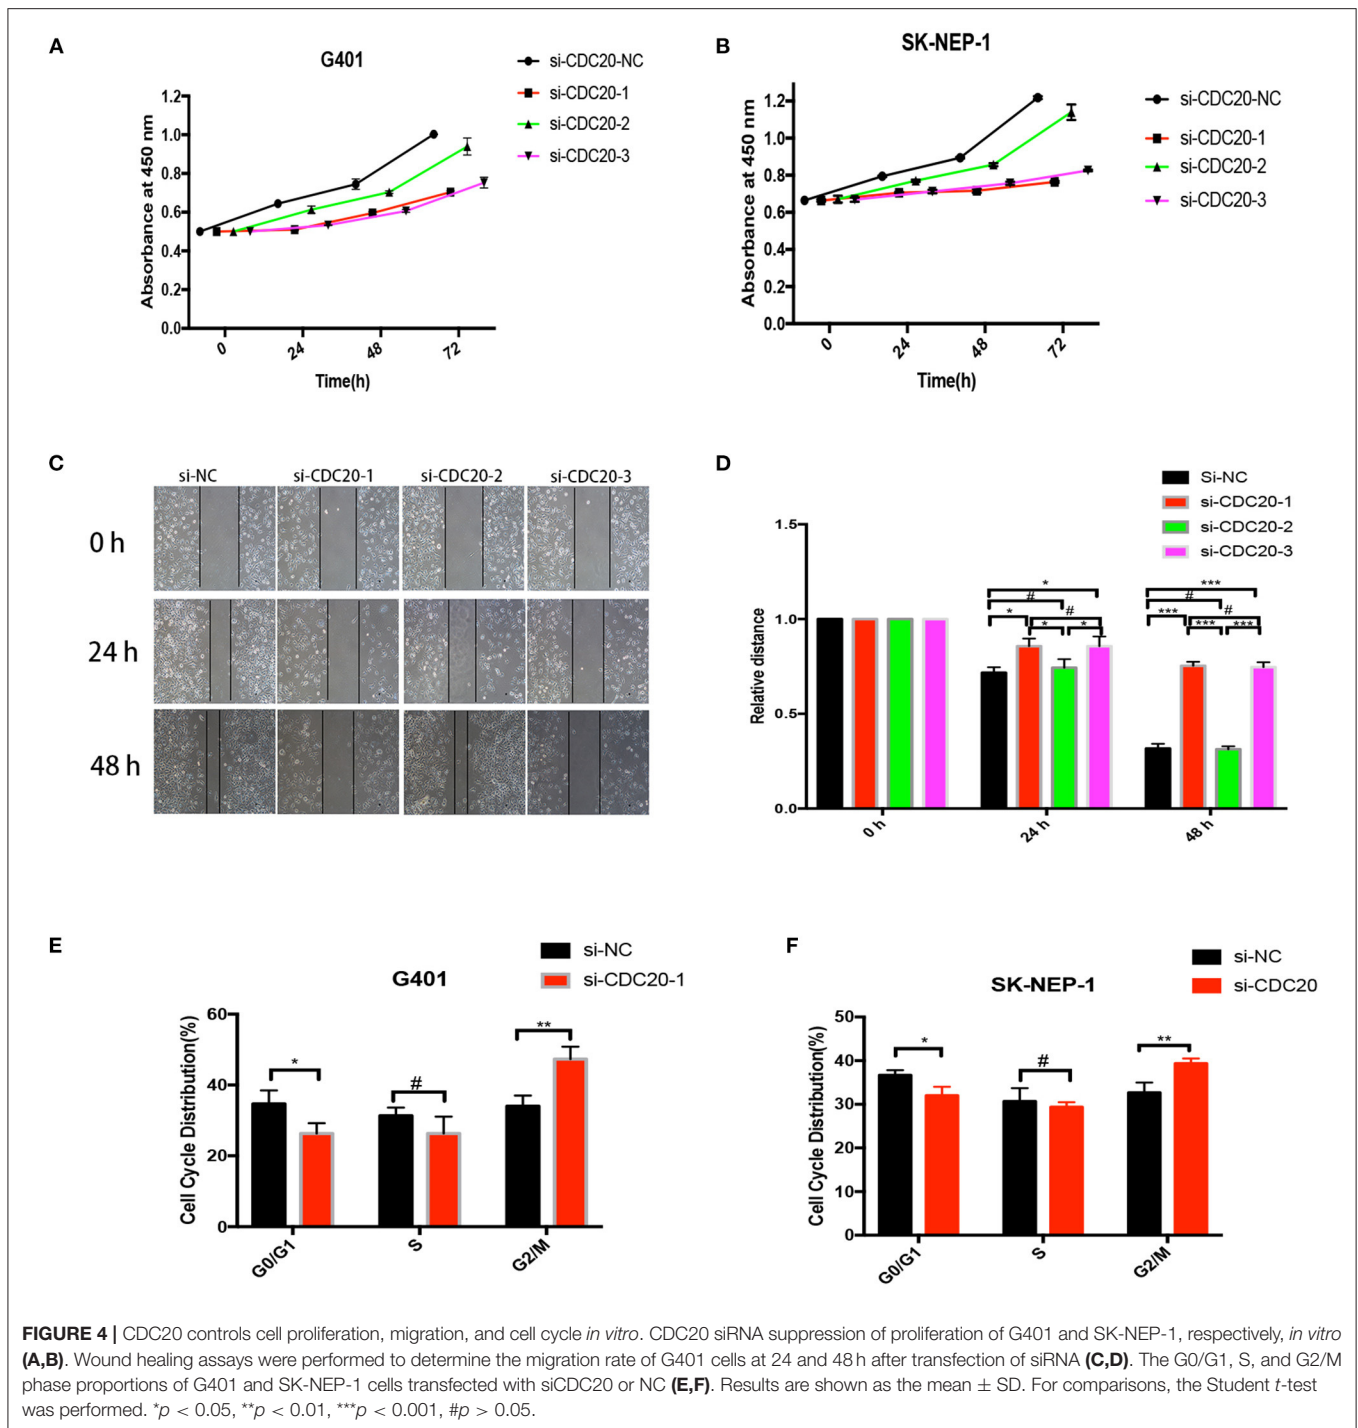 A
G401
si-CDC20-NC
si-CDC20-1
si-CDC20-2
si-CDC20-3
Absorbance at 450 nm
1.2
1.0
0.8
0.6
0.4
0.2
0.0
0
24
48
72
Time(h)
B
SK-NEP-1
si-CDC20-NC
si-CDC20-1
si-CDC20-2
si-CDC20-3
Absorbance at 450 nm
1.2
1.0
0.8
0.6
0.4
0.2
0.0
0
24
48
72
Time(h)
C
si-NC si-CDC20-1 si-CDC20-2 si-CDC20-3
0 h
24 h
48 h
D
Si-NC
si-CDC20-1
si-CDC20-2
si-CDC20-3
Relative distance
1.5
1.0
0.5
0.0
*
#
* #
* *
***
#
*** #
*** ***
0 h
24 h
48 h
E
G401
si-NC
si-CDC20-1
Cell Cycle Distribution(%)
60
40
20
0
*
#
**
G0/G1
S
G2/M
F
SK-NEP-1
si-NC
si-CDC20
Cell Cycle Distribution(%)
50
40
30
20
10
0
*
#
**
G0/G1
S
G2/M
FIGURE 4 | CDC20 controls cell proliferation, migration, and cell cycle in vitro. CDC20 siRNA suppression of proliferation of G401 and SK-NEP-1, respectively, in vitro
(A,B). Wound healing assays were performed to determine the migration rate of G401 cells at 24 and 48 h after transfection of siRNA (C,D). The G0/G1, S, and G2/M
phase proportions of G401 and SK-NEP-1 cells transfected with siCDC20 or NC (E,F). Results are shown as the mean ± SD. For comparisons, the Student t-test
was performed. *p < 0.05, **p < 0.01, ***p < 0.001, #p > 0.05.